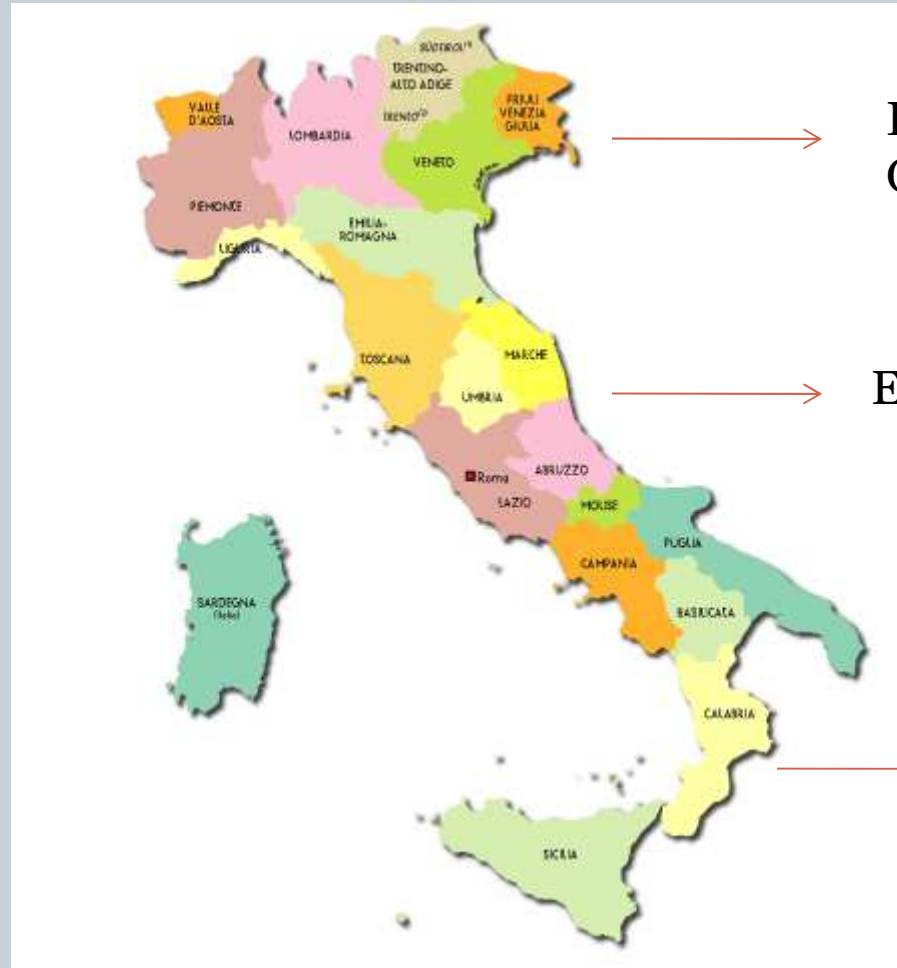 SÜDTIROL
TRENTINO-
ALTO ADIGE
TRENTO
VALLE
D'AOSTA
FRIULI
VENEZIA
GIULIA
LOMBARDIA
VENETO
PIEMONTE
EMILIA-
ROMAGNA
LIGURIA
TOSCANA
MARCHE
UMBRIA
ABRUZZO
Roma
LAZIO
MOLISE
PUGLIA
CAMPANIA
BASILICATA
SARDEGNA
(Italia)
CALABRIA
SICILIA
E